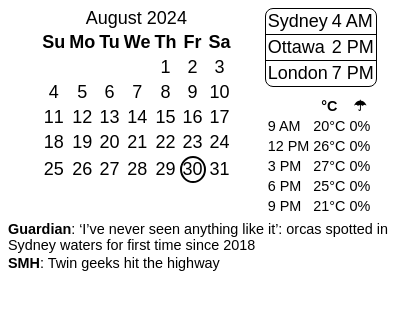 August 2024
Su Mo Tu We Th Fr Sa
1 2 3
4 5 6 7 8 9 10
11 12 13 14 15 16 17
18 19 20 21 22 23 24
25 26 27 28 29 30 31
Sydney 4 AM
Ottawa 2 PM
London 7 PM
°C ☂
9 AM 20°C 0%
12 PM 26°C 0%
3 PM 27°C 0%
6 PM 25°C 0%
9 PM 21°C 0%
Guardian: ‘I’ve never seen anything like it’: orcas spotted in
Sydney waters for first time since 2018
SMH: Twin geeks hit the highway